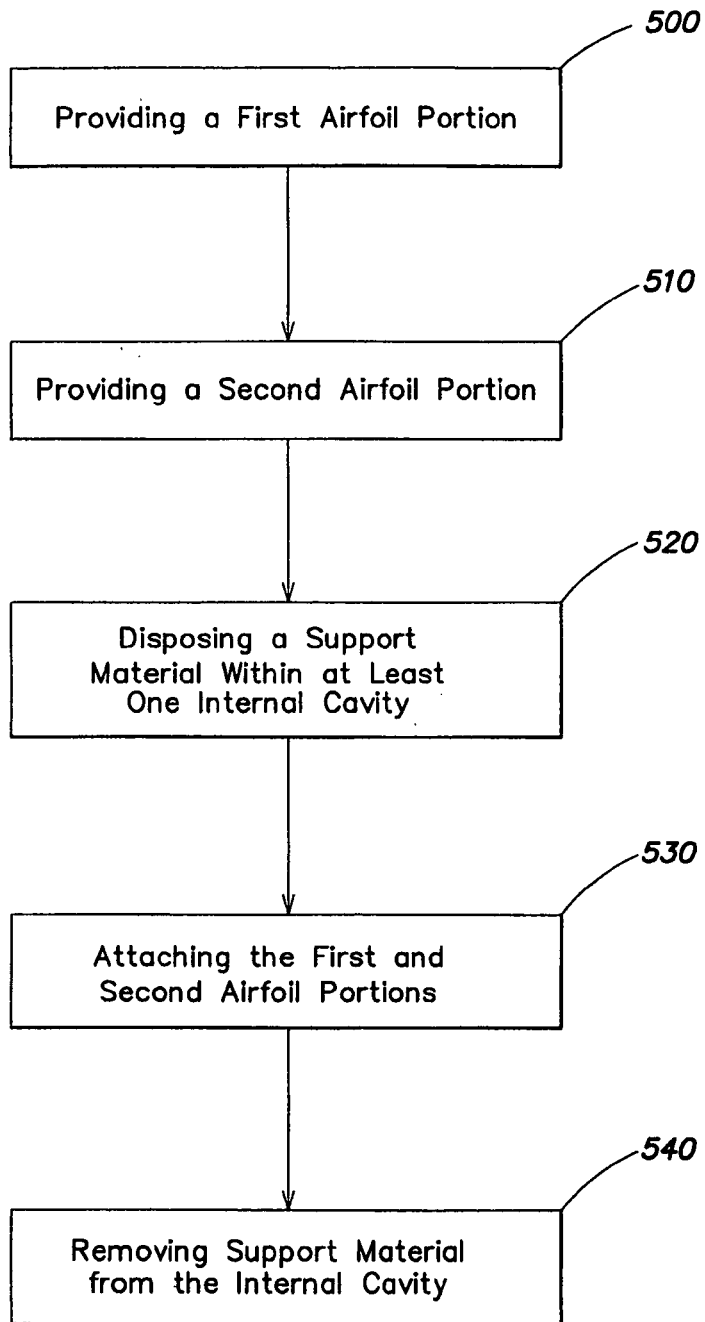 500
Providing a First Airfoil Portion
510
Providing a Second Airfoil Portion
520
Disposing a Support
Material Within at Least
One Internal Cavity
530
Attaching the First and
Second Airfoil Portions
540
Removing Support Material
from the Internal Cavity